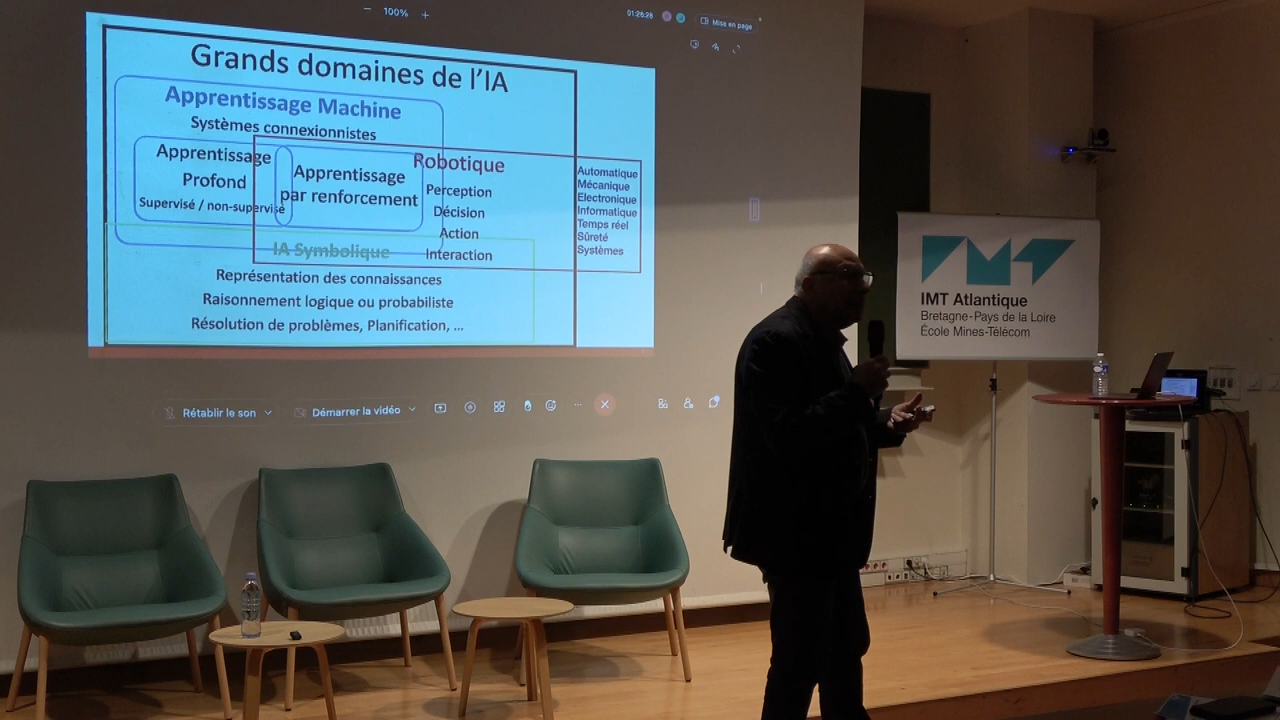 100%
01:26:28
Mise en page
Grands domaines de l'IA
Apprentissage Machine
Systèmes connexionnistes
Apprentissage
Profond
Supervisé / non-supervisé
Apprentissage
par renforcement
Robotique
Perception
Décision
Action
Interaction
Automatique
Mécanique
Electronique
Informatique
Temps réel
Sûreté
Systèmes
IA Symbolique
Représentation des connaissances
Raisonnement logique ou probabiliste
Résolution de problèmes, Planification, ...
Rétablir le son
Démarrer la vidéo
IMT Atlantique
Bretagne-Pays de la Loire
École Mines-Télécom